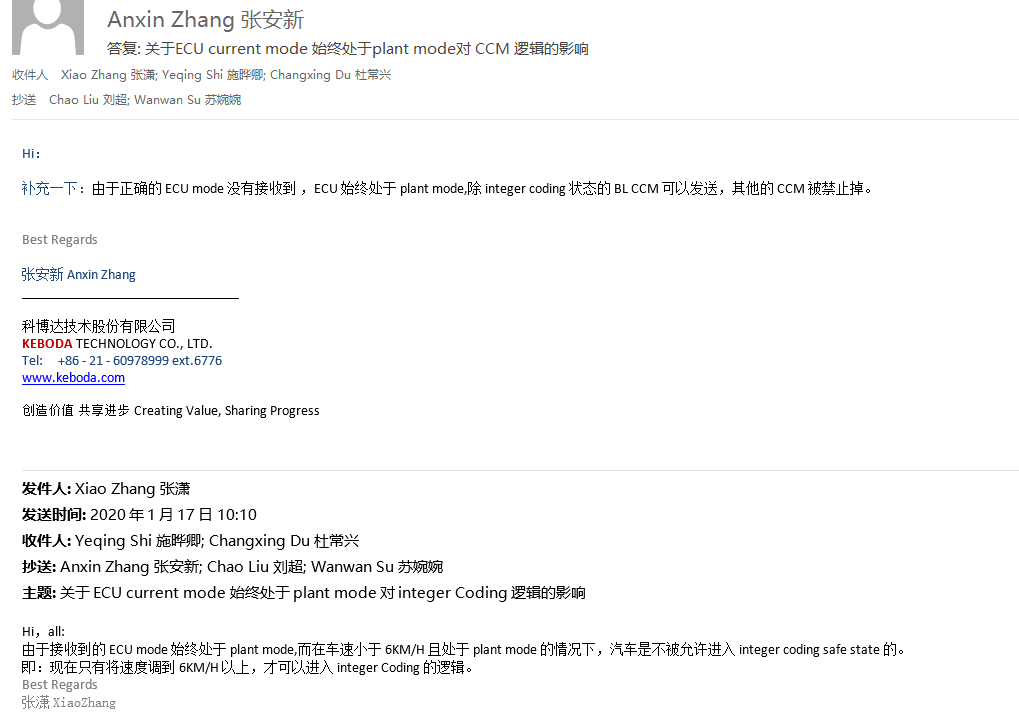 Anxin Zhang 张安新
答复: 关于ECU current mode 始终处于plant mode对 CCM 逻辑的影响
收件人 Xiao Zhang 张潇; Yeqing Shi 施晔卿; Changxing Du 杜常兴
抄送 Chao Liu 刘超; Wanwan Su 苏婉婉
Hi：
补充一下：由于正确的 ECU mode 没有接收到 ，ECU 始终处于 plant mode,除 integer coding 状态的 BL CCM 可以发送，其他的 CCM 被禁止掉。
Best Regards
张安新 Anxin Zhang
科博达技术股份有限公司
KEBODA TECHNOLOGY CO., LTD.
Tel: +86 - 21 - 60978999 ext.6776
www.keboda.com
创造价值 共享进步 Creating Value, Sharing Progress
发件人: Xiao Zhang 张潇
发送时间: 2020 年 1 月 17 日 10:10
收件人: Yeqing Shi 施晔卿; Changxing Du 杜常兴
抄送: Anxin Zhang 张安新; Chao Liu 刘超; Wanwan Su 苏婉婉
主题: 关于 ECU current mode 始终处于 plant mode 对 integer Coding 逻辑的影响
Hi，all:
由于接收到的 ECU mode 始终处于 plant mode,而在车速小于 6KM/H 且处于 plant mode 的情况下，汽车是不被允许进入 integer coding safe state 的。
即：现在只有将速度调到 6KM/H 以上，才可以进入 integer Coding 的逻辑。
Best Regards
张潇 XiaoZhang